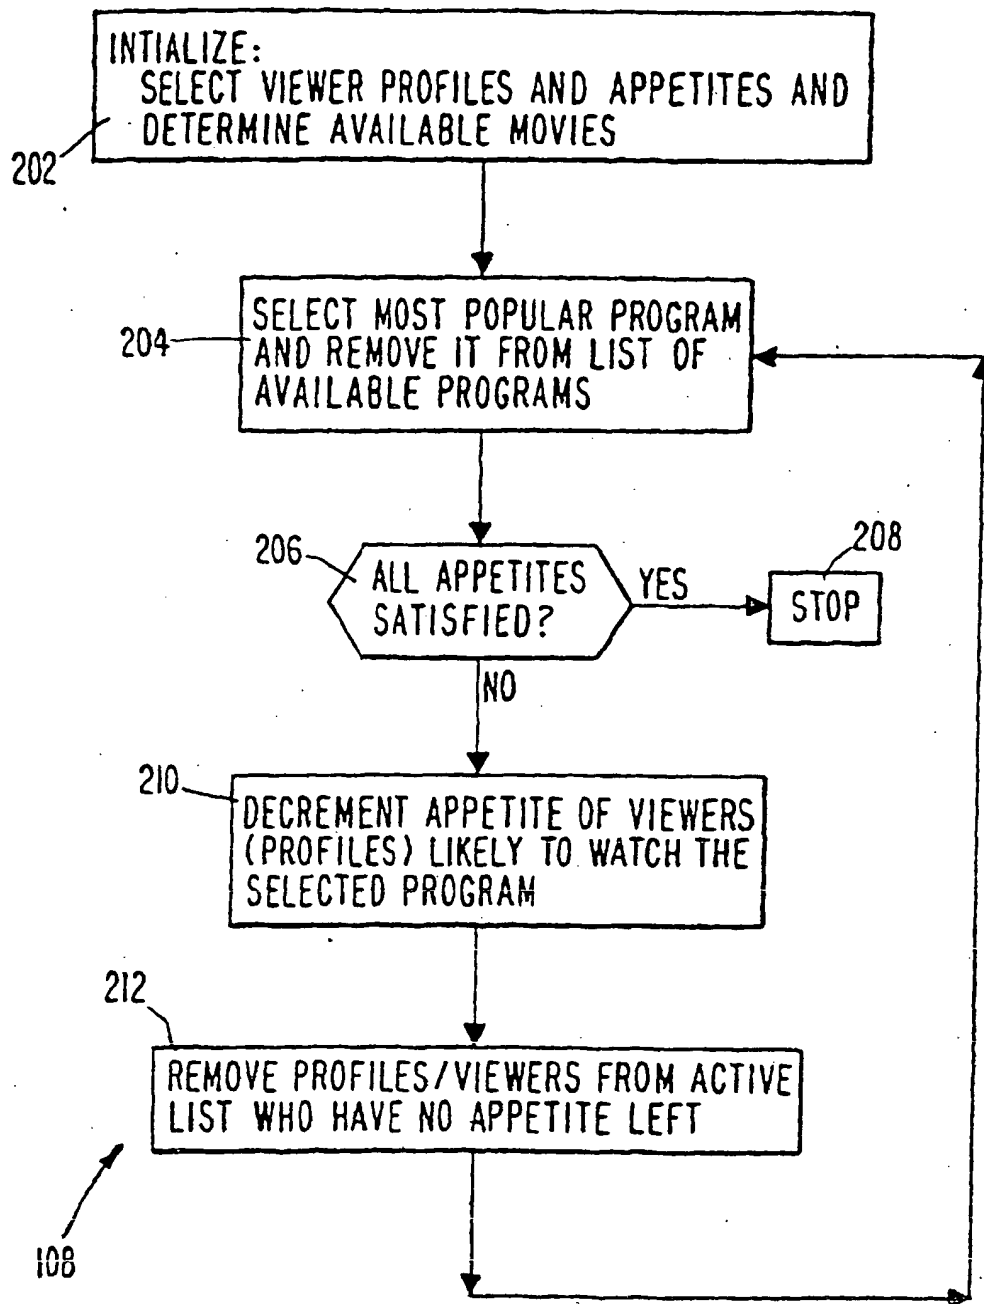 INTIALIZE:
SELECT VIEWER PROFILES AND APPETITES AND
DETERMINE AVAILABLE MOVIES
202
SELECT MOST POPULAR PROGRAM
AND REMOVE IT FROM LIST OF
AVAILABLE PROGRAMS
204
206
ALL APPETITES
SATISFIED?
YES
208
STOP
NO
210
DECREMENT APPETITE OF VIEWERS
(PROFILES) LIKELY TO WATCH THE
SELECTED PROGRAM
212
REMOVE PROFILES/VIEWERS FROM ACTIVE
LIST WHO HAVE NO APPETITE LEFT
108